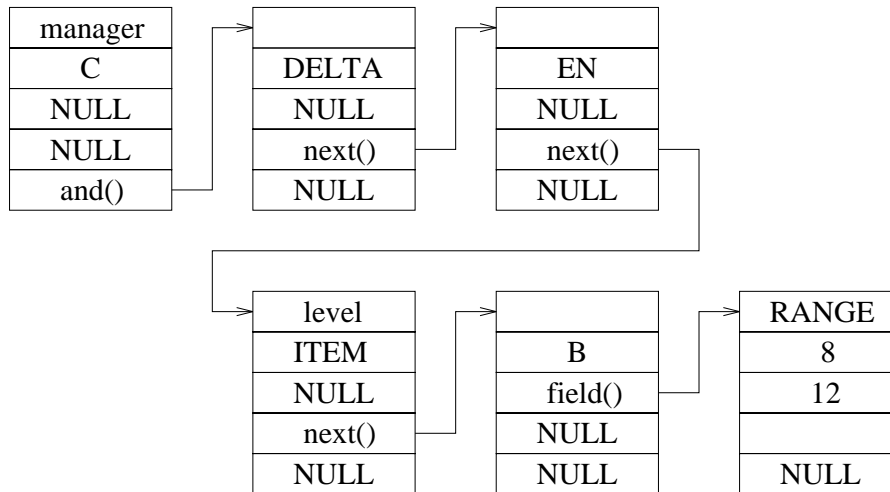 manager
C
NULL
NULL
and()
DELTA
NULL
next()
NULL
EN
NULL
next()
NULL
level
ITEM
NULL
next()
NULL
B
field()
NULL
NULL
RANGE
8
12
NULL